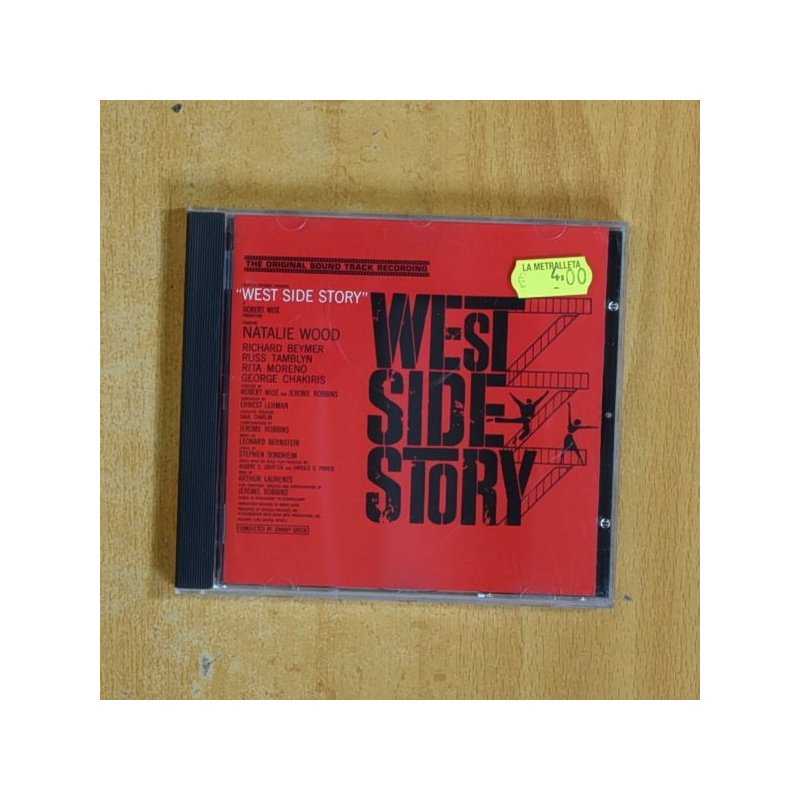 THE ORIGINAL SOUND TRACK RECORDING
"WEST SIDE STORY"
ROBERT WISE
NATALIE WOOD
RICHARD BEYMER
RUSS TAMBLYN
RITA MORENO
GEORGE CHAKIRIS
ROBERT WISE AND JEROME ROBBINS
ERNEST LEHMAN
SAUL CHAPLIN
JEROME ROBBINS
LEONARD BERNSTEIN
STEPHEN SONDHEIM
ROBERT E. GRIFFITH AND HAROLD S. PRINCE
ARTHUR LAURENTS
JEROME ROBBINS
CONDUCTED BY JOHNNY GREEN
WEST
SIDE
STORY
LA METRALLETA
€ 4.00